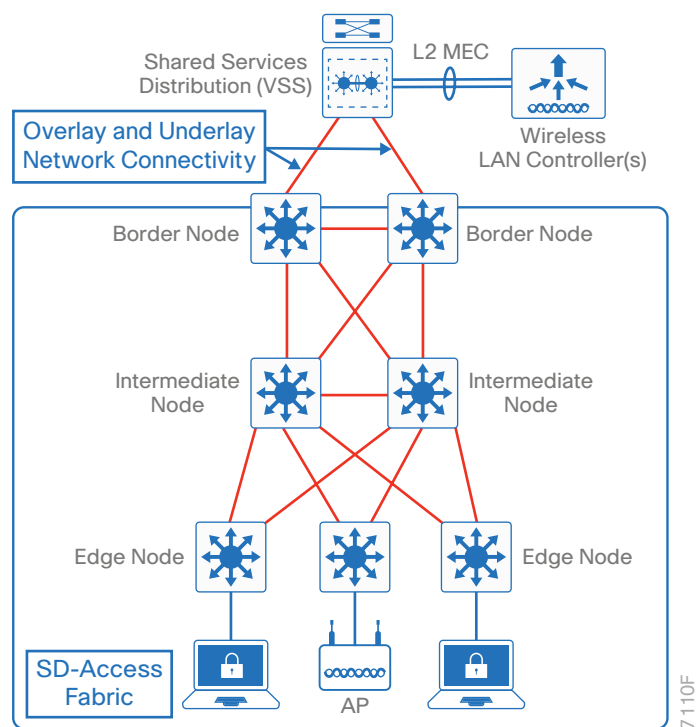 Shared Services
Distribution (VSS)
L2 MEC
Wireless
LAN Controller(s)
Overlay and Underlay
Network Connectivity
Border Node
Border Node
Intermediate
Node
Intermediate
Node
Edge Node
Edge Node
SD-Access
Fabric
AP
7110F